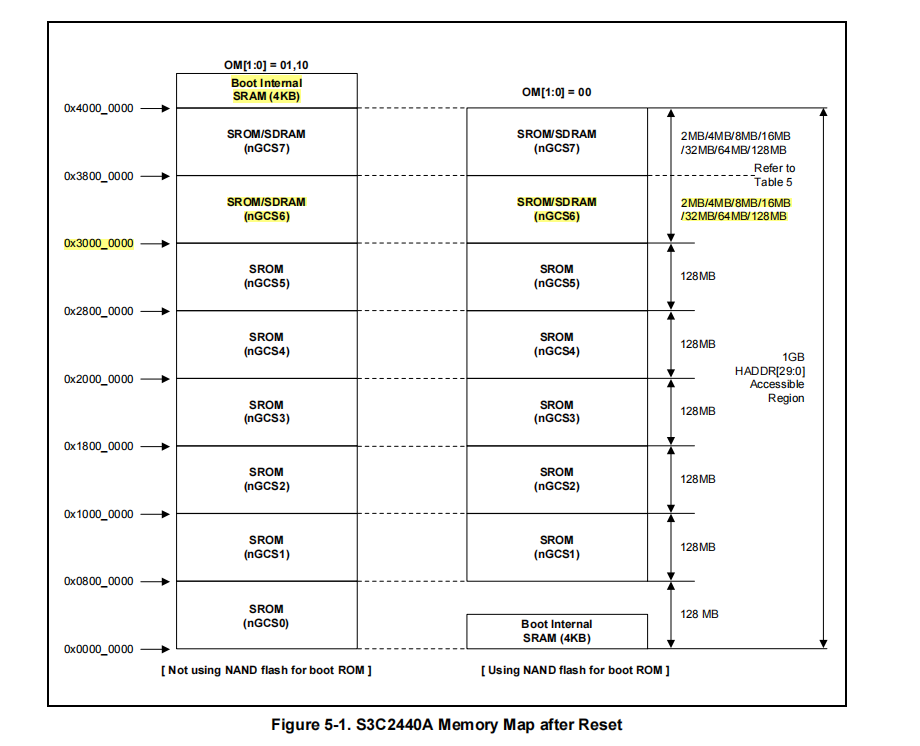 OM[1:0] = 01,10
Boot Internal
SRAM (4KB)
OM[1:0] = 00
0x4000_0000
SROM/SDRAM
(nGCS7)
SROM/SDRAM
(nGCS7)
2MB/4MB/8MB/16MB
/32MB/64MB/128MB
0x3800_0000
Refer to
Table 5
SROM/SDRAM
(nGCS6)
SROM/SDRAM
(nGCS6)
2MB/4MB/8MB/16MB
/32MB/64MB/128MB
0x3000_0000
SROM
(nGCS5)
SROM
(nGCS5)
128MB
0x2800_0000
SROM
(nGCS4)
SROM
(nGCS4)
128MB
1GB
HADDR[29:0]
Accessible
Region
0x2000_0000
SROM
(nGCS3)
SROM
(nGCS3)
128MB
0x1800_0000
SROM
(nGCS2)
SROM
(nGCS2)
128MB
0x1000_0000
SROM
(nGCS1)
SROM
(nGCS1)
128MB
0x0800_0000
SROM
(nGCS0)
Boot Internal
SRAM (4KB)
128 MB
0x0000_0000
[ Not using NAND flash for boot ROM ]
[ Using NAND flash for boot ROM ]
Figure 5-1. S3C2440A Memory Map after Reset